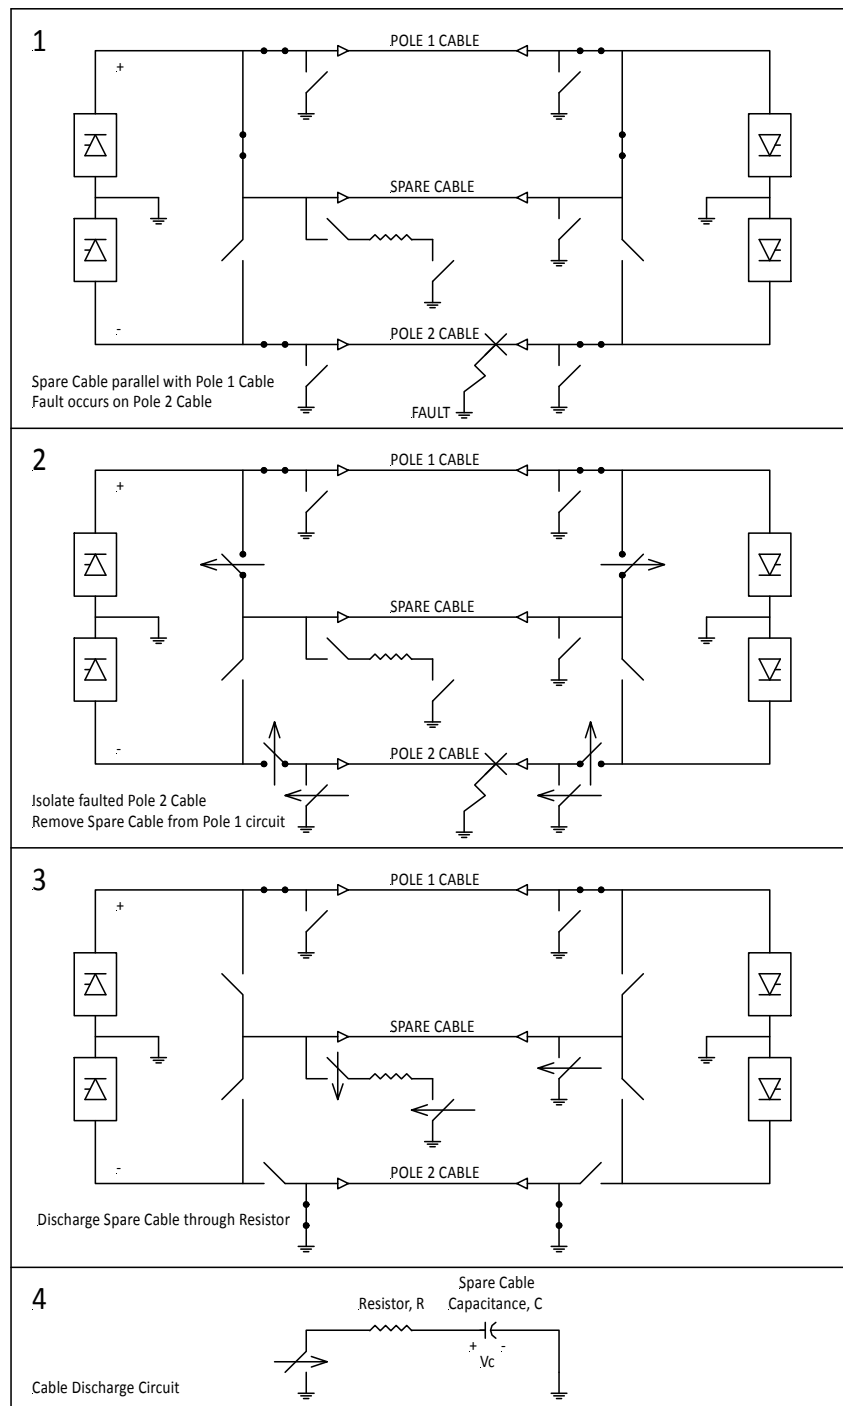 1
POLE 1 CABLE
+
SPARE CABLE
-
POLE 2 CABLE
Spare Cable parallel with Pole 1 Cable
Fault occurs on Pole 2 Cable
FAULT
2
POLE 1 CABLE
+
SPARE CABLE
-
POLE 2 CABLE
Isolate faulted Pole 2 Cable
Remove Spare Cable from Pole 1 circuit
3
POLE 1 CABLE
+
SPARE CABLE
-
POLE 2 CABLE
Discharge Spare Cable through Resistor
4
Resistor, R
Spare Cable
Capacitance, C
+ -
Vc
Cable Discharge Circuit